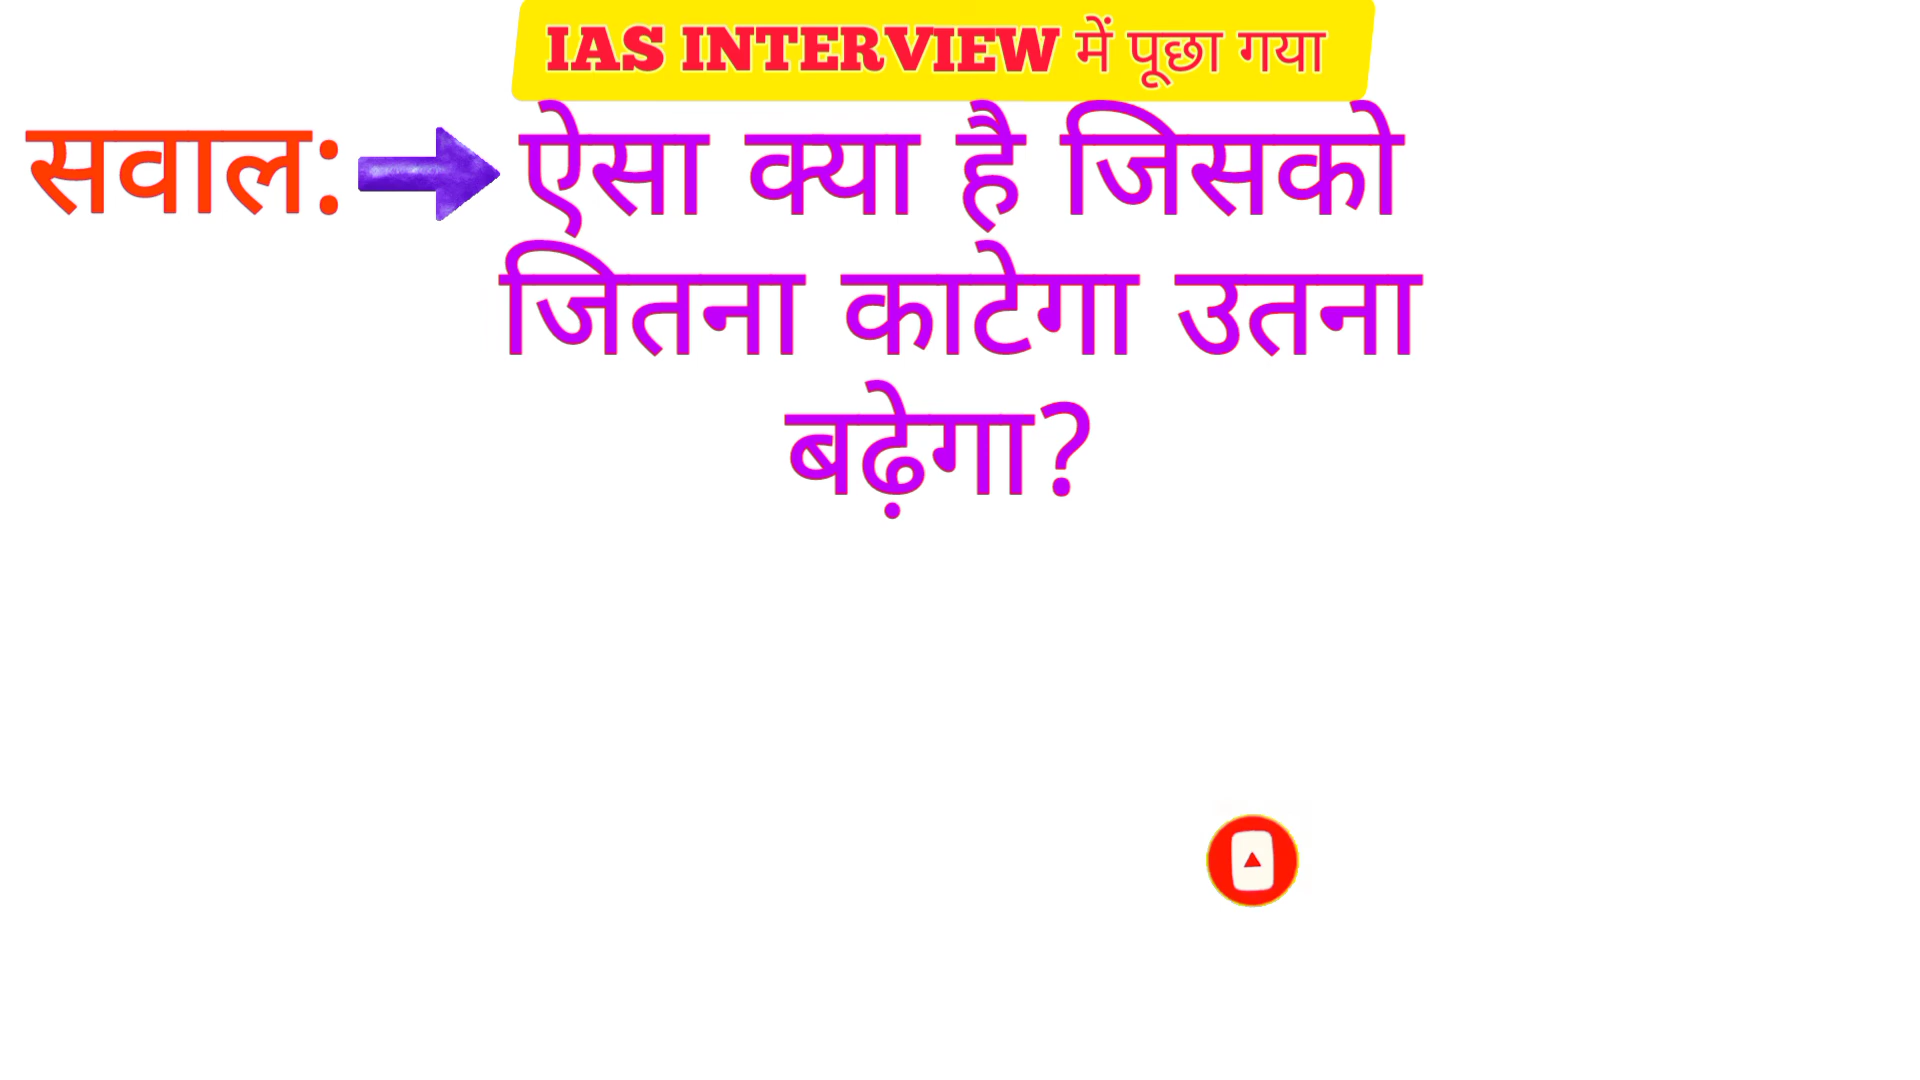 IAS INTERVIEW में पूछा गया
सवाल: ऐसा क्या है जिसको
जितना काटेगा उतना
बढ़ेगा?